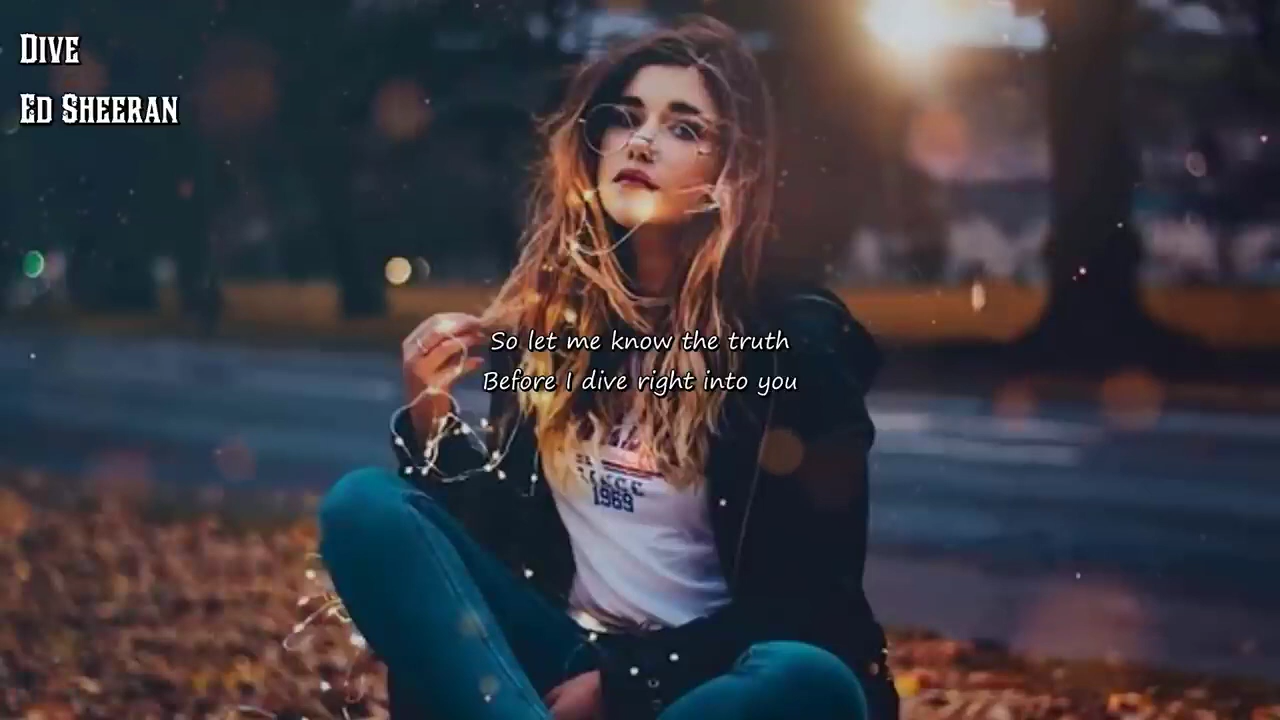 Dive
Ed Sheeran
So let me know the truth
Before I dive right into you
1969